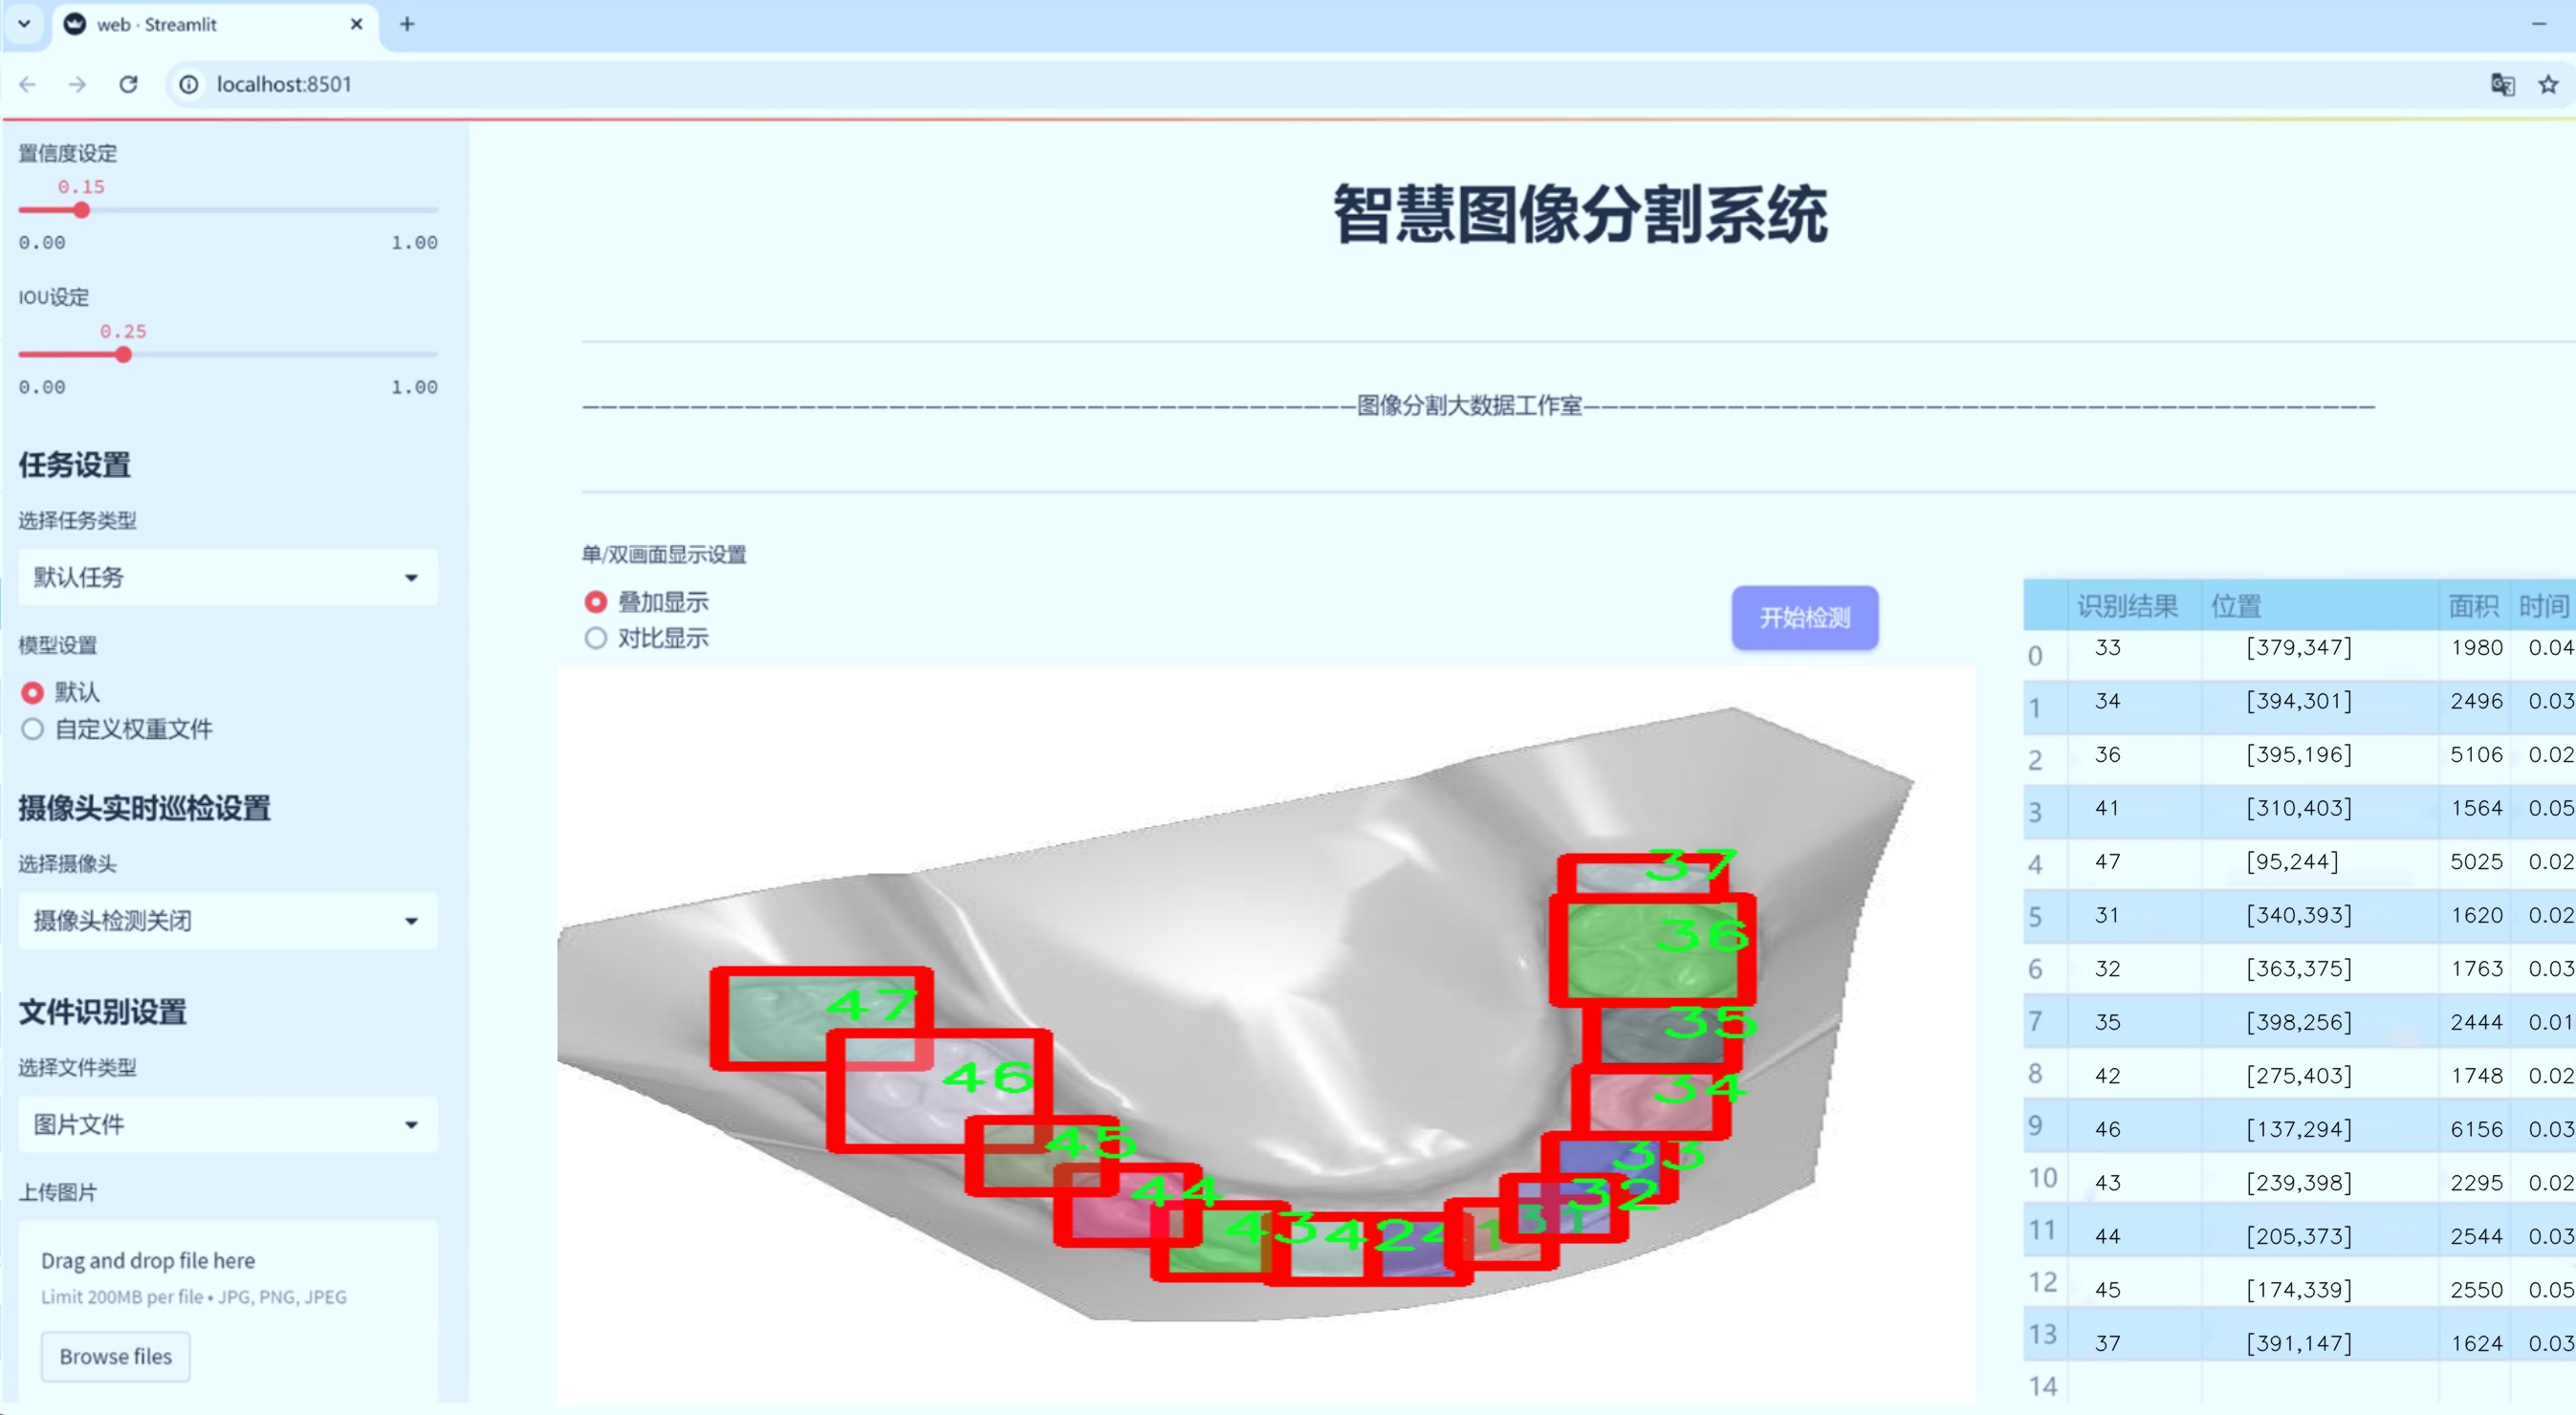 web · Streamlit
localhost:8501
置信度设定
0.15
0.00 1.00
IOU设定
0.25
0.00 1.00
任务设置
选择任务类型
默认任务
模型设置
默认
自定义权重文件
摄像头实时巡检设置
选择摄像头
摄像头检测关闭
文件识别设置
选择文件类型
图片文件
上传图片
Drag and drop file here
Limit 200MB per file • JPG, PNG, JPEG
Browse files
智慧图像分割系统
———————————————————————————————————————————图像分割大数据工作室————————————————————————————————————————————
单/双画面显示设置
叠加显示
对比显示
开始检测
37
36
47
35
46
34
45
33
44
32
43
42
41
31
识别结果 位置 面积 时间
0 33 [379,347] 1980 0.04
1 34 [394,301] 2496 0.03
2 36 [395,196] 5106 0.02
3 41 [310,403] 1564 0.05
4 47 [95,244] 5025 0.02
5 31 [340,393] 1620 0.02
6 32 [363,375] 1763 0.03
7 35 [398,256] 2444 0.01
8 42 [275,403] 1748 0.02
9 46 [137,294] 6156 0.03
10 43 [239,398] 2295 0.02
11 44 [205,373] 2544 0.03
12 45 [174,339] 2550 0.05
13 37 [391,147] 1624 0.03
14